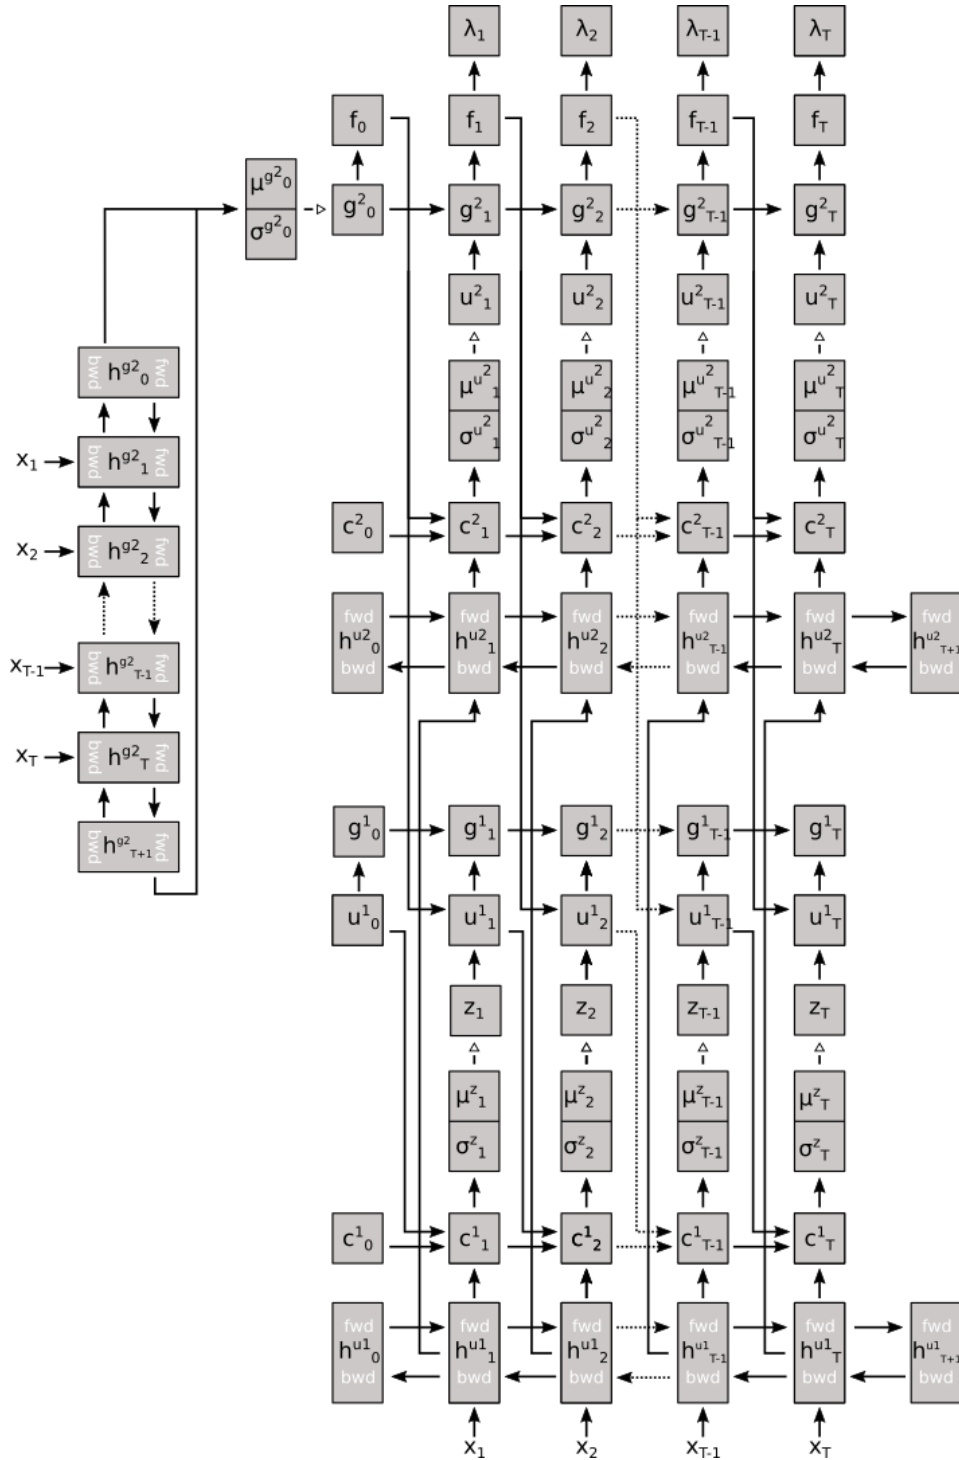 λ1 λ2 λT-1 λT
f0 f1 f2 fT-1 fT
μg20
σg20
g20 g21 g22 g2T-1 g2T
u21 u22 u2T-1 u2T
bwd hg20 fwd
μu21 μu22 μu2T-1 μu2T
σu21 σu22 σu2T-1 σu2T
x1 bwd hg21 fwd
c20 c21 c22 c2T-1 c2T
x2 bwd hg22 fwd
fwd fwd fwd fwd fwd fwd
hu20 hu21 hu22 hu2T-1 hu2T hu2T+1
bwd bwd bwd bwd bwd bwd
xT-1 bwd hg2T-1 fwd
xT bwd hg2T fwd
bwd hg2T+1 fwd
g10 g11 g12 g1T-1 g1T
u10 u11 u12 u1T-1 u1T
z1 z2 zT-1 zT
μz1 μz2 μzT-1 μzT
σz1 σz2 σzT-1 σzT
c10 c11 c12 c1T-1 c1T
fwd fwd fwd fwd fwd fwd
hu10 hu11 hu12 hu1T-1 hu1T hu1T+1
bwd bwd bwd bwd bwd bwd
x1 x2 xT-1 xT